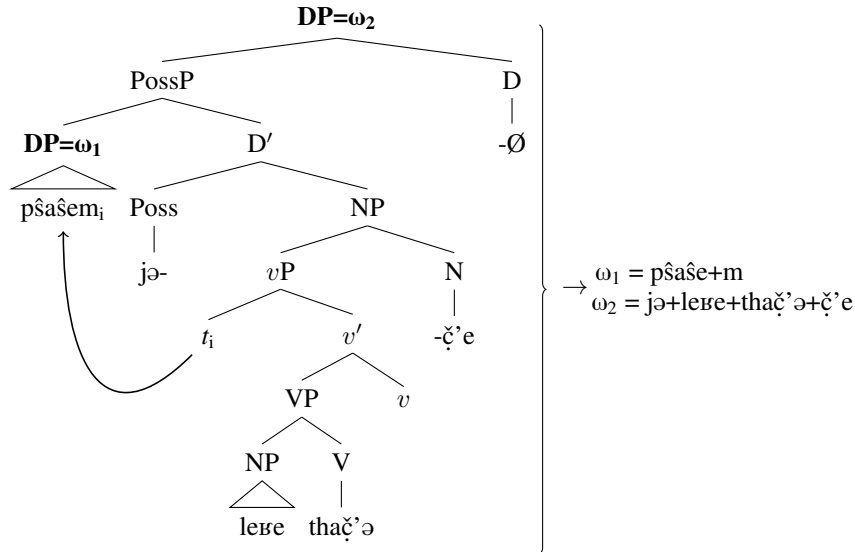 DP=ω₂
PossP D
DP=ω₁ D′ -Ø
pŝaŝemᵢ Poss NP
jə- vP N
→ ω₁ = pŝaŝe+m
ω₂ = jə+leʁe+thač̣’ə+č̣’e
tᵢ v′ -č̣’e
VP v
NP V
leʁe thač̣’ə